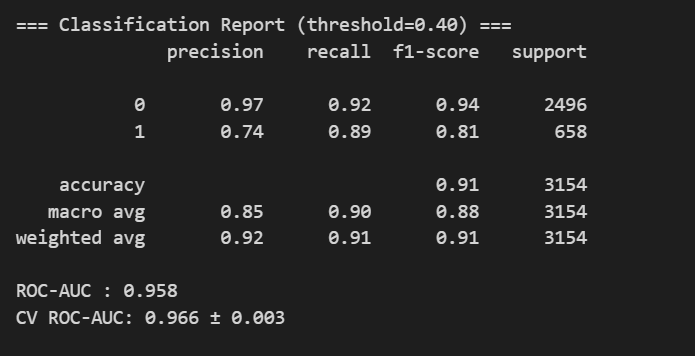 === Classification Report (threshold=0.40) ===
precision recall f1-score support
0 0.97 0.92 0.94 2496
1 0.74 0.89 0.81 658
accuracy 0.91 3154
macro avg 0.85 0.90 0.88 3154
weighted avg 0.92 0.91 0.91 3154
ROC-AUC : 0.958
CV ROC-AUC: 0.966 ± 0.003